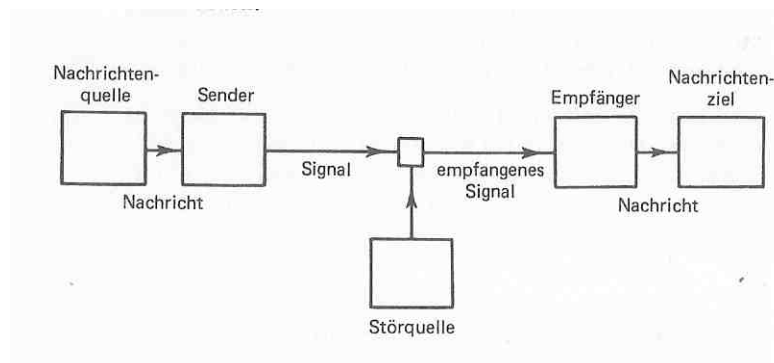 Nachrichten-
quelle
Sender
Empfänger
Nachrichten-
ziel
Signal
empfangenes
Signal
Nachricht
Nachricht
Störquelle